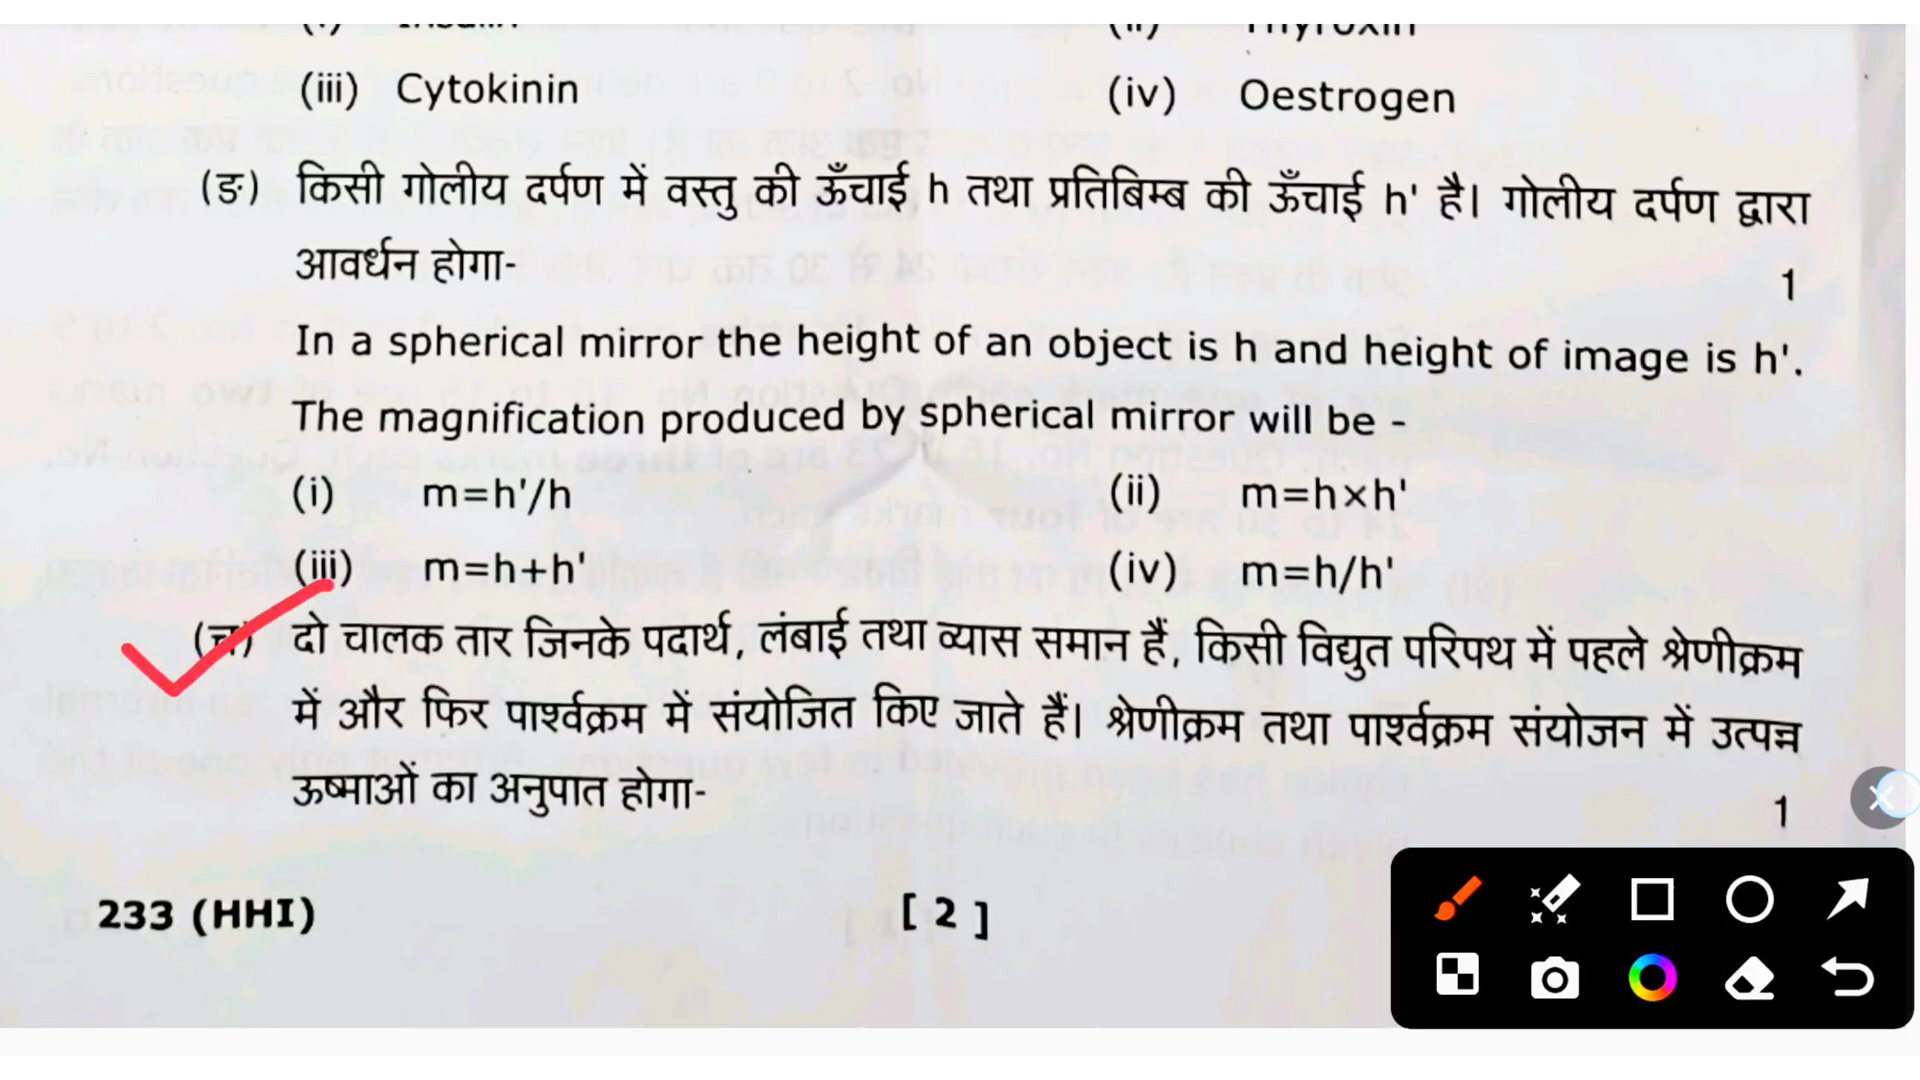 (iii) Cytokinin (iv) Oestrogen
(ङ) किसी गोलीय दर्पण में वस्तु की ऊँचाई h तथा प्रतिबिम्ब की ऊँचाई h' है। गोलीय दर्पण द्वारा
आवर्धन होगा- 1
In a spherical mirror the height of an object is h and height of image is h'.
The magnification produced by spherical mirror will be -
(i) m=h'/h (ii) m=h×h'
(iii) m=h+h' (iv) m=h/h'
(च) दो चालक तार जिनके पदार्थ, लंबाई तथा व्यास समान हैं, किसी विद्युत परिपथ में पहले श्रेणीक्रम
में और फिर पार्श्वक्रम में संयोजित किए जाते हैं। श्रेणीक्रम तथा पार्श्वक्रम संयोजन में उत्पन्न
ऊष्माओं का अनुपात होगा- 1
233 (HHI) [ 2 ]